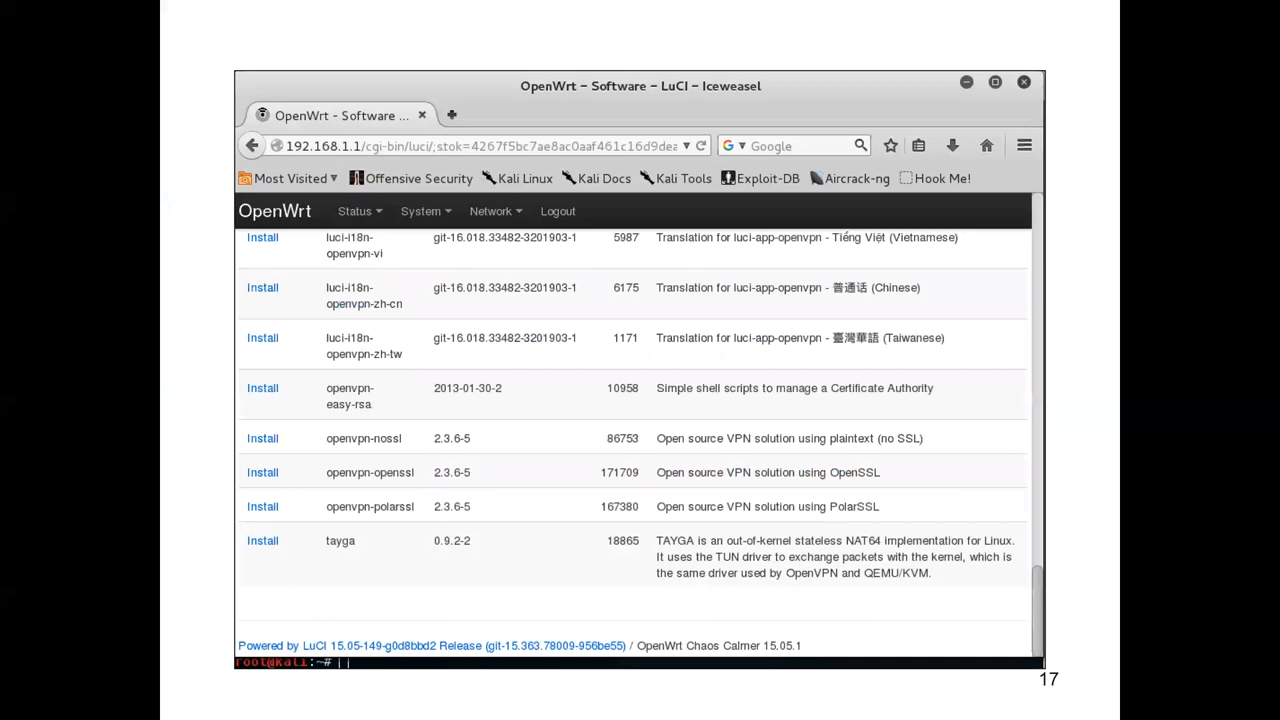 OpenWrt - Software - LuCI - Iceweasel
OpenWrt - Software ...
192.168.1.1/cgi-bin/luci/;stok=4267f5bc7ae8ac0aaf461c16d9dea
Google
Most Visited Offensive Security Kali Linux Kali Docs Kali Tools Exploit-DB Aircrack-ng Hook Me!
OpenWrt Status System Network Logout
Install luci-i18n- git-16.018.33482-3201903-1 5987 Translation for luci-app-openvpn - Tiếng Việt (Vietnamese)
openvpn-vi
Install luci-i18n- git-16.018.33482-3201903-1 6175 Translation for luci-app-openvpn - 普通话 (Chinese)
openvpn-zh-cn
Install luci-i18n- git-16.018.33482-3201903-1 1171 Translation for luci-app-openvpn - 臺灣華語 (Taiwanese)
openvpn-zh-tw
Install openvpn- 2013-01-30-2 10958 Simple shell scripts to manage a Certificate Authority
easy-rsa
Install openvpn-nossl 2.3.6-5 86753 Open source VPN solution using plaintext (no SSL)
Install openvpn-openssl 2.3.6-5 171709 Open source VPN solution using OpenSSL
Install openvpn-polarssl 2.3.6-5 167380 Open source VPN solution using PolarSSL
Install tayga 0.9.2-2 18865 TAYGA is an out-of-kernel stateless NAT64 implementation for Linux.
It uses the TUN driver to exchange packets with the kernel, which is
the same driver used by OpenVPN and QEMU/KVM.
Powered by LuCI 15.05-149-g0d8bbd2 Release (git-15.363.78009-956be55) / OpenWrt Chaos Calmer 15.05.1
root@kali:~#
17